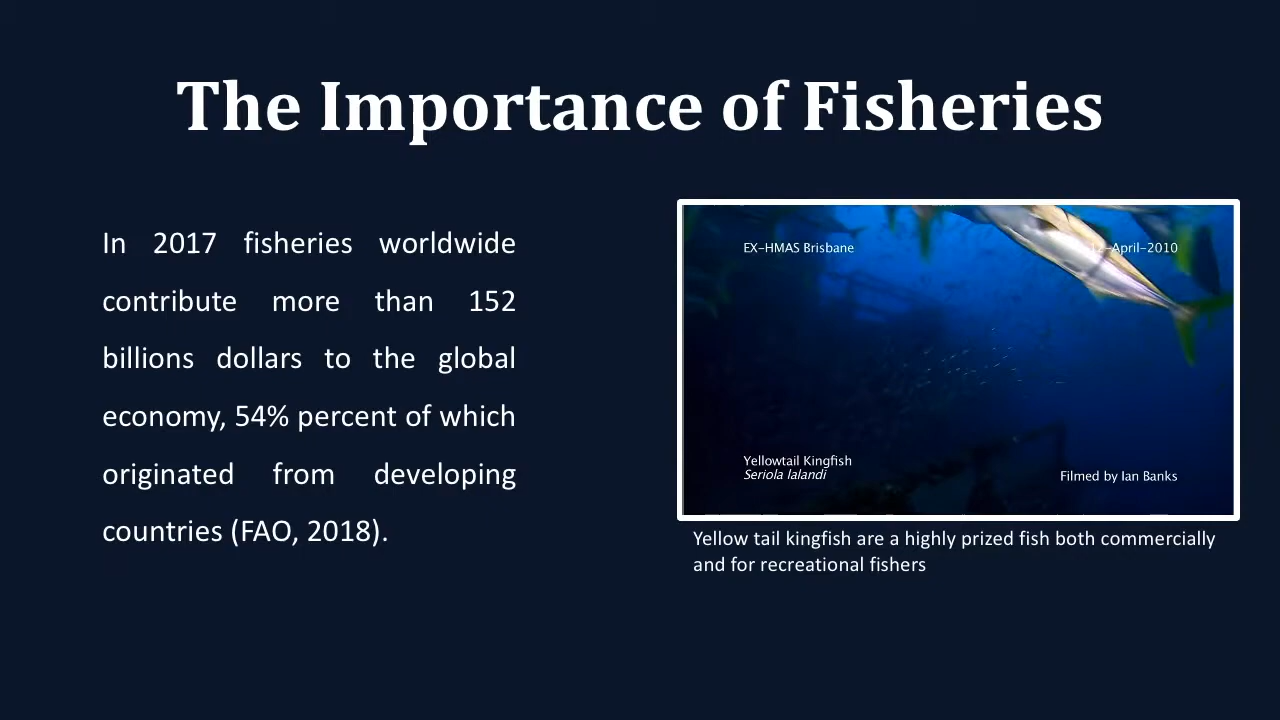 The Importance of Fisheries
In 2017 fisheries worldwide
contribute more than 152
billions dollars to the global
economy, 54% percent of which
originated from developing
countries (FAO, 2018).
EX-HMAS Brisbane
12-April-2010
Yellowtail Kingfish
Seriola lalandi
Filmed by Ian Banks
Yellow tail kingfish are a highly prized fish both commercially
and for recreational fishers